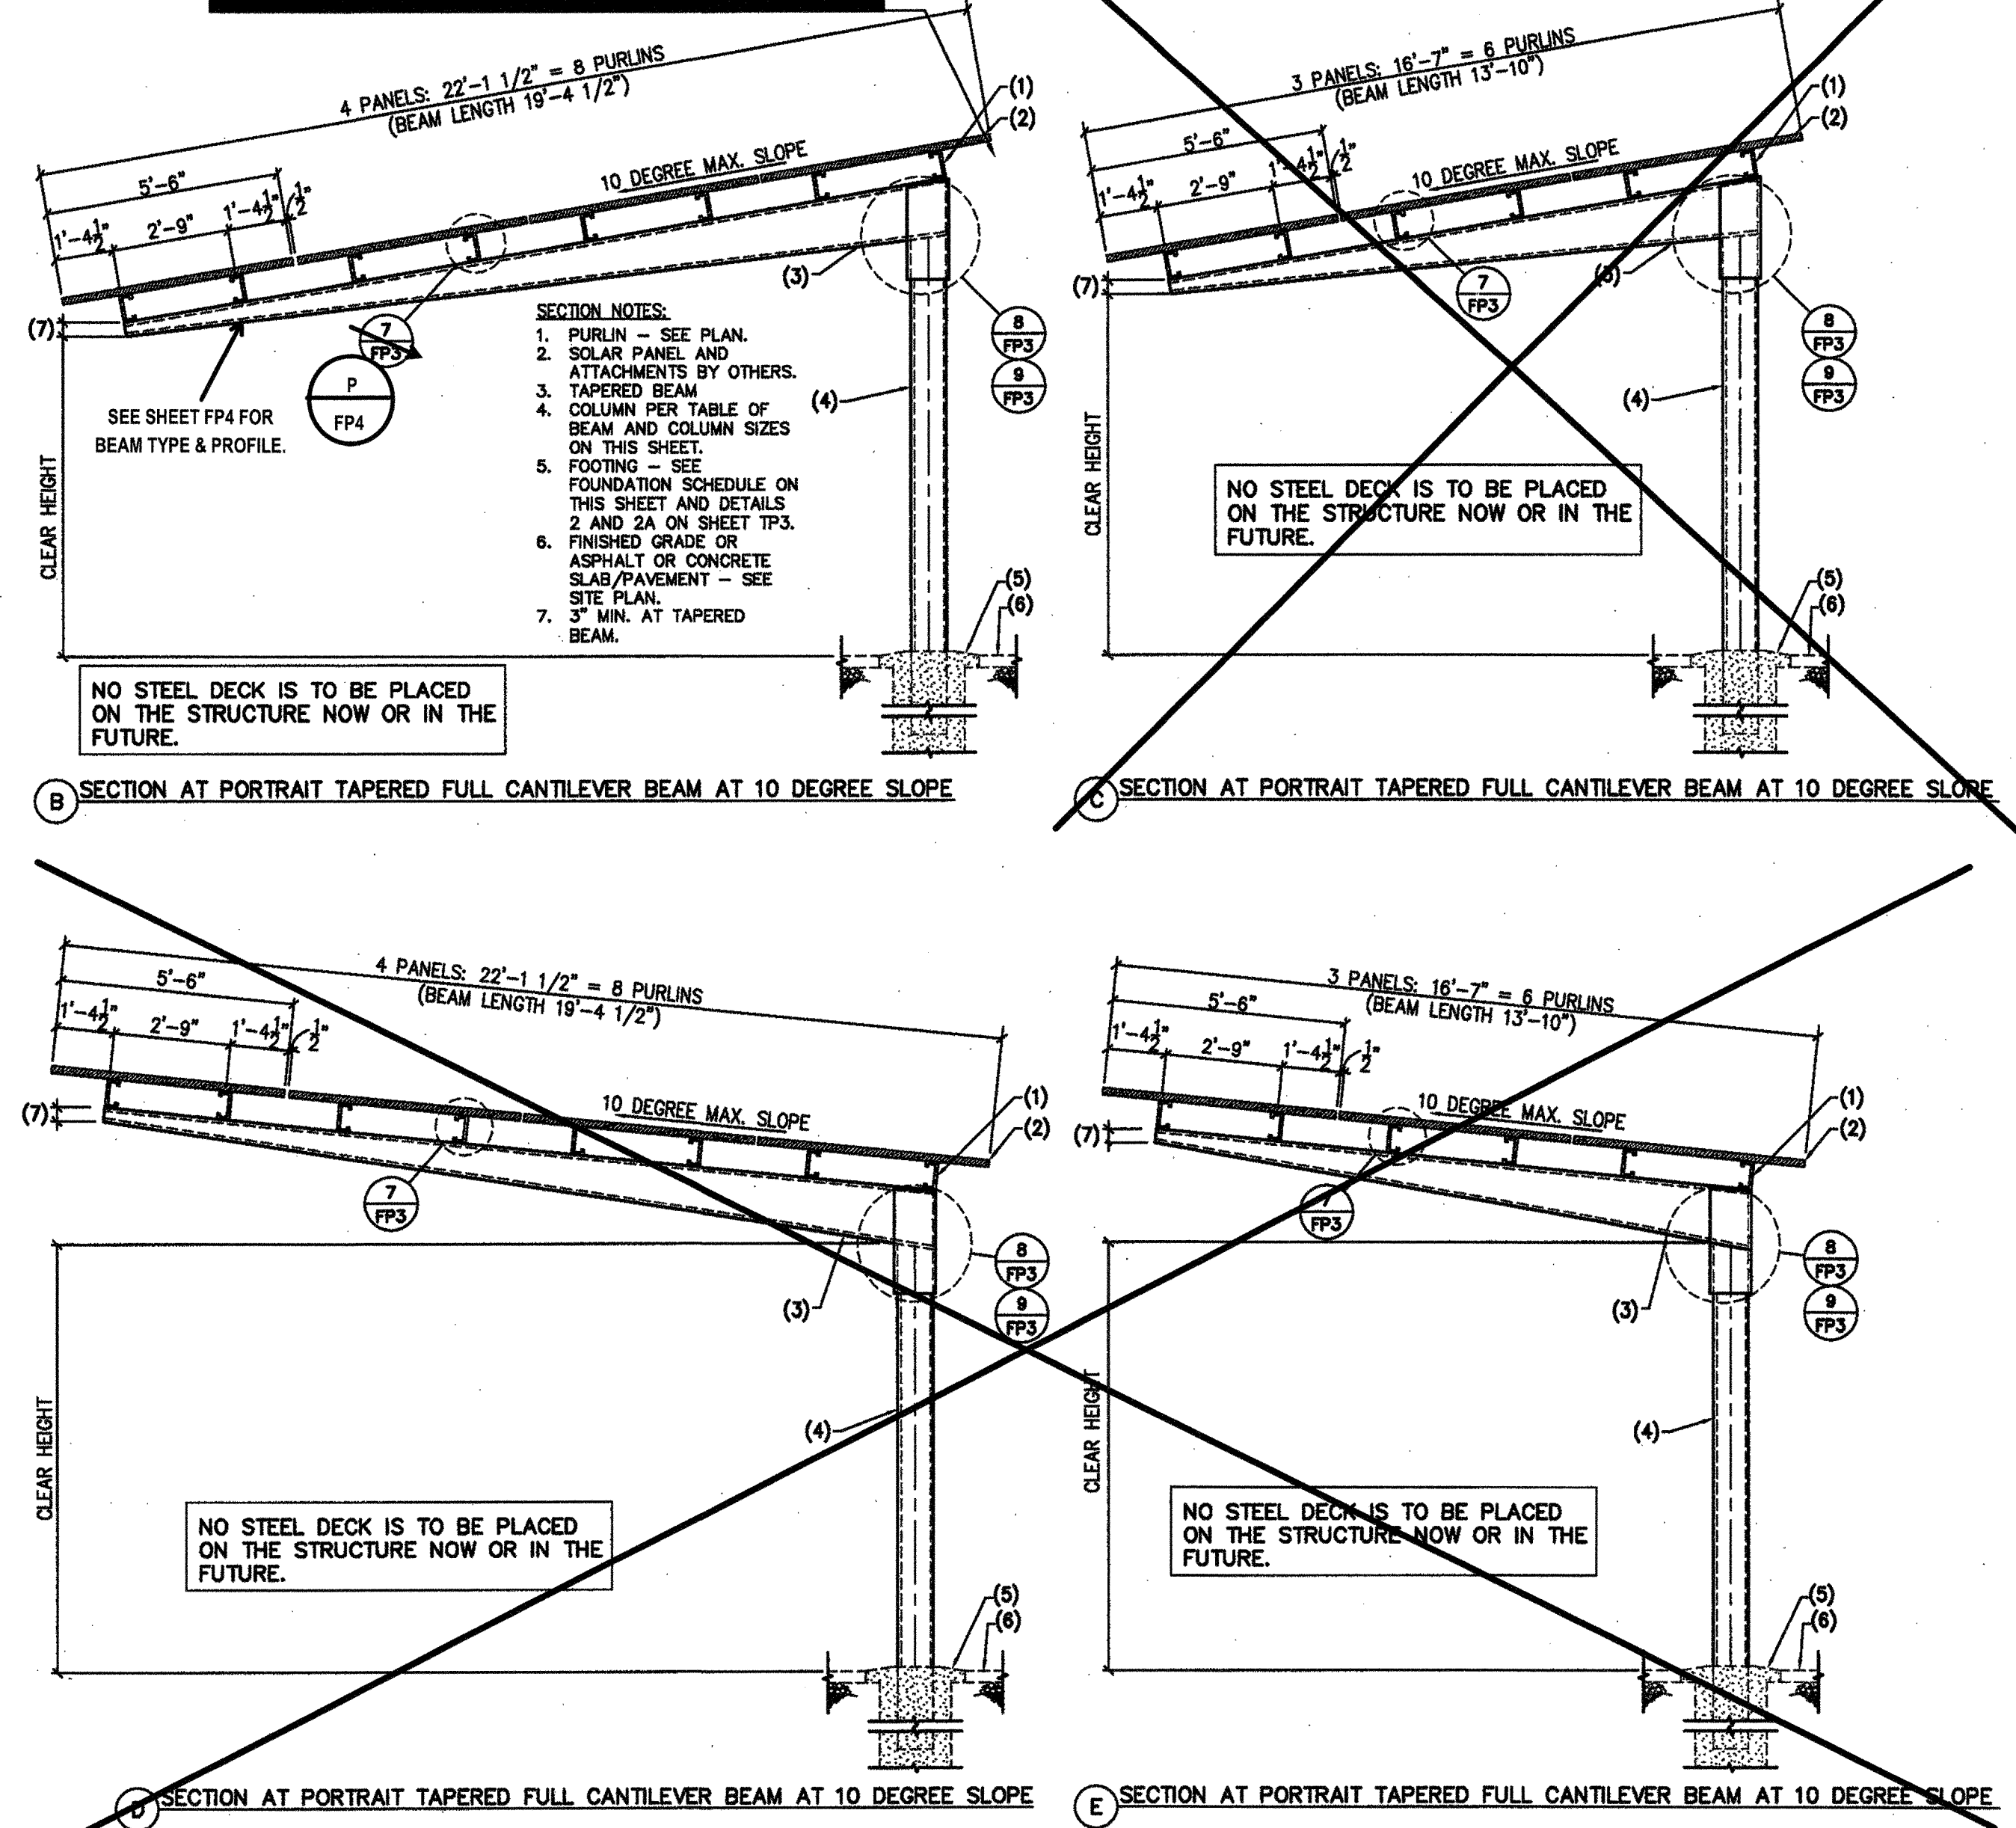 4 PANELS: 22'-1 1/2" = 8 PURLINS
(BEAM LENGTH 19'-4 1/2")
5'-6"
1'-4½"
2'-9"
1'-4½"
½"
10 DEGREE MAX. SLOPE
(1)
(2)
(3)
(7)
7
FP3
P
FP4
SEE SHEET FP4 FOR
BEAM TYPE & PROFILE.
8
FP3
9
FP3
(4)
CLEAR HEIGHT
(5)
(6)
SECTION NOTES:
1. PURLIN – SEE PLAN.
2. SOLAR PANEL AND
ATTACHMENTS BY OTHERS.
3. TAPERED BEAM
4. COLUMN PER TABLE OF
BEAM AND COLUMN SIZES
ON THIS SHEET.
5. FOOTING – SEE
FOUNDATION SCHEDULE ON
THIS SHEET AND DETAILS
2 AND 2A ON SHEET TP3.
6. FINISHED GRADE OR
ASPHALT OR CONCRETE
SLAB/PAVEMENT – SEE
SITE PLAN.
7. 3" MIN. AT TAPERED
BEAM.
NO STEEL DECK IS TO BE PLACED
ON THE STRUCTURE NOW OR IN THE
FUTURE.
B SECTION AT PORTRAIT TAPERED FULL CANTILEVER BEAM AT 10 DEGREE SLOPE
3 PANELS: 16'-7" = 6 PURLINS
(BEAM LENGTH 13'-10")
5'-6"
1'-4½"
2'-9"
1'-4½"
½"
10 DEGREE MAX. SLOPE
(1)
(2)
(3)
(7)
7
FP3
8
FP3
9
FP3
(4)
CLEAR HEIGHT
NO STEEL DECK IS TO BE PLACED
ON THE STRUCTURE NOW OR IN THE
FUTURE.
(5)
(6)
C SECTION AT PORTRAIT TAPERED FULL CANTILEVER BEAM AT 10 DEGREE SLOPE
4 PANELS: 22'-1 1/2" = 8 PURLINS
(BEAM LENGTH 19'-4 1/2")
5'-6"
1'-4½"
2'-9"
1'-4½"
½"
10 DEGREE MAX. SLOPE
(1)
(2)
(7)
7
FP3
8
FP3
9
FP3
(3)
(4)
CLEAR HEIGHT
NO STEEL DECK IS TO BE PLACED
ON THE STRUCTURE NOW OR IN THE
FUTURE.
(5)
(6)
D SECTION AT PORTRAIT TAPERED FULL CANTILEVER BEAM AT 10 DEGREE SLOPE
3 PANELS: 16'-7" = 6 PURLINS
(BEAM LENGTH 13'-10")
5'-6"
1'-4½"
2'-9"
1'-4½"
½"
10 DEGREE MAX. SLOPE
(1)
(2)
(7)
7
FP3
8
FP3
9
FP3
(3)
(4)
CLEAR HEIGHT
NO STEEL DECK IS TO BE PLACED
ON THE STRUCTURE NOW OR IN THE
FUTURE.
(5)
(6)
E SECTION AT PORTRAIT TAPERED FULL CANTILEVER BEAM AT 10 DEGREE SLOPE